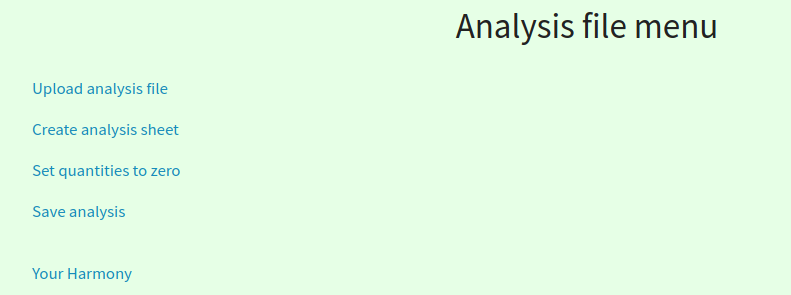 Analysis file menu
Upload analysis file
Create analysis sheet
Set quantities to zero
Save analysis
Your Harmony